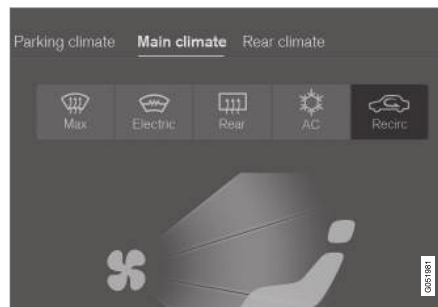 Parking climate Main climate Rear climate
Max Electric Rear AC Recirc
G051981